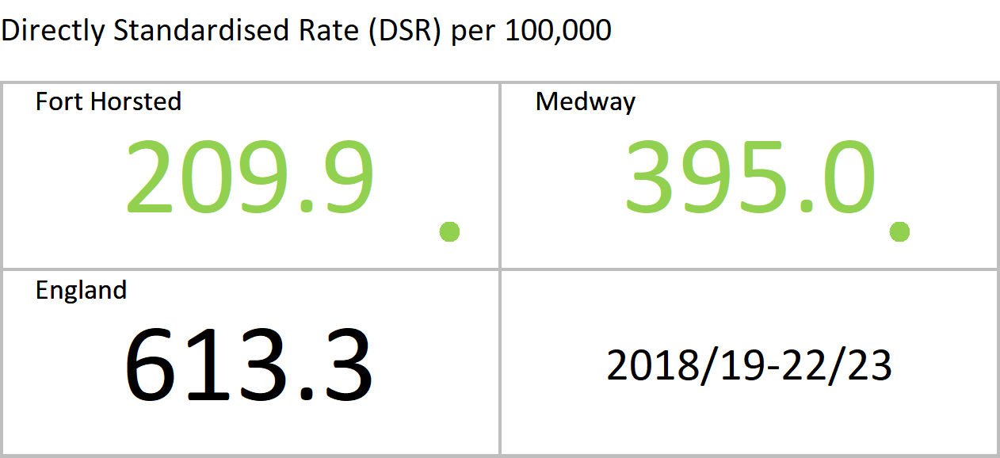 Directly Standardised Rate (DSR) per 100,000
Fort Horsted
209.9
Medway
395.0
England
613.3
2018/19-22/23